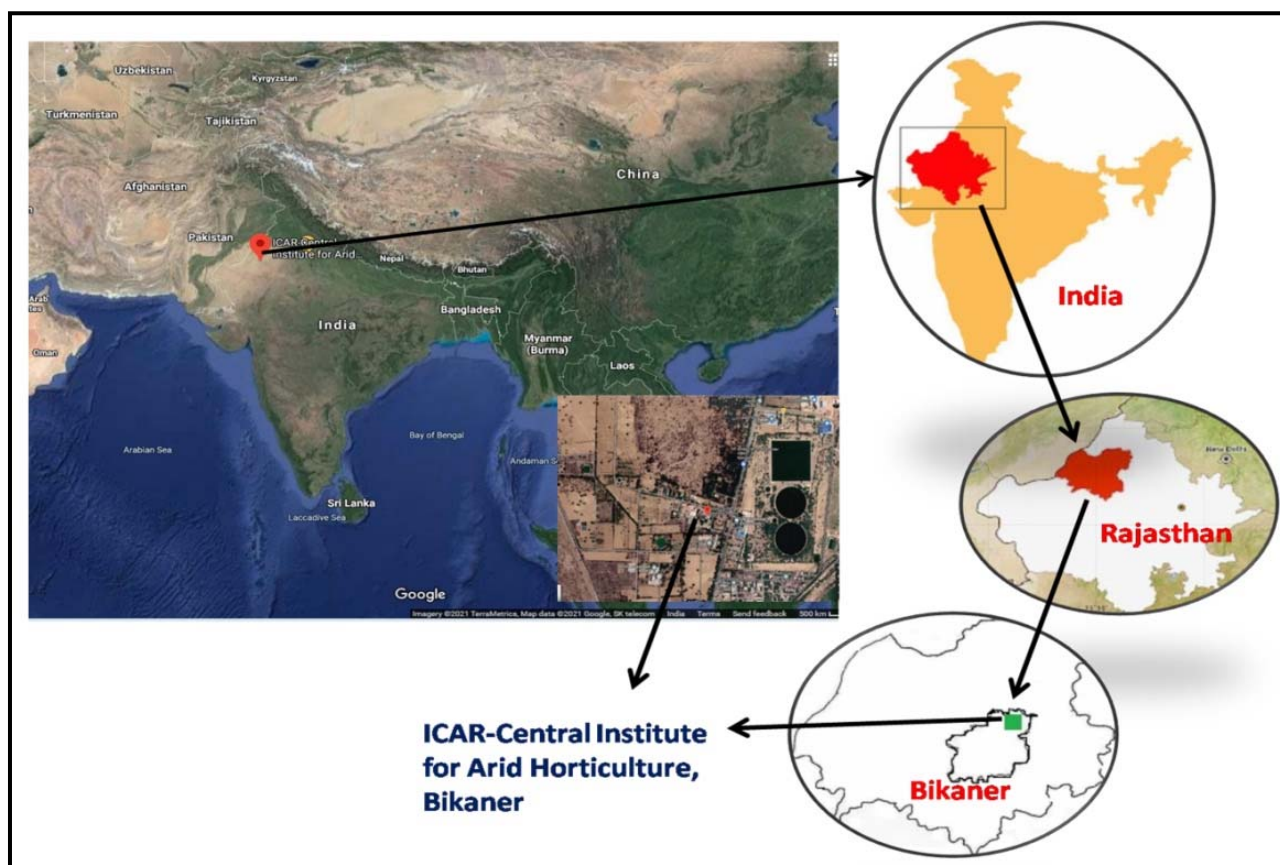 Uzbekistan
Kyrgyzstan
Turkmenistan
Tajikistan
China
Afghanistan
Pakistan
ICAR-Central
institute for Arid...
Nepal
Bhutan
Bangladesh
India
Myanmar
(Burma)
Laos
Oman
Arabian Sea
Bay of Bengal
Andaman
Sri Lanka
Laccadive Sea
Google
Imagery ©2021 TerraMetrics, Map data ©2021 Google, SK telecom India Terms Send feedback 500 km
India
New Delhi
Rajasthan
Bikaner
ICAR-Central Institute
for Arid Horticulture,
Bikaner